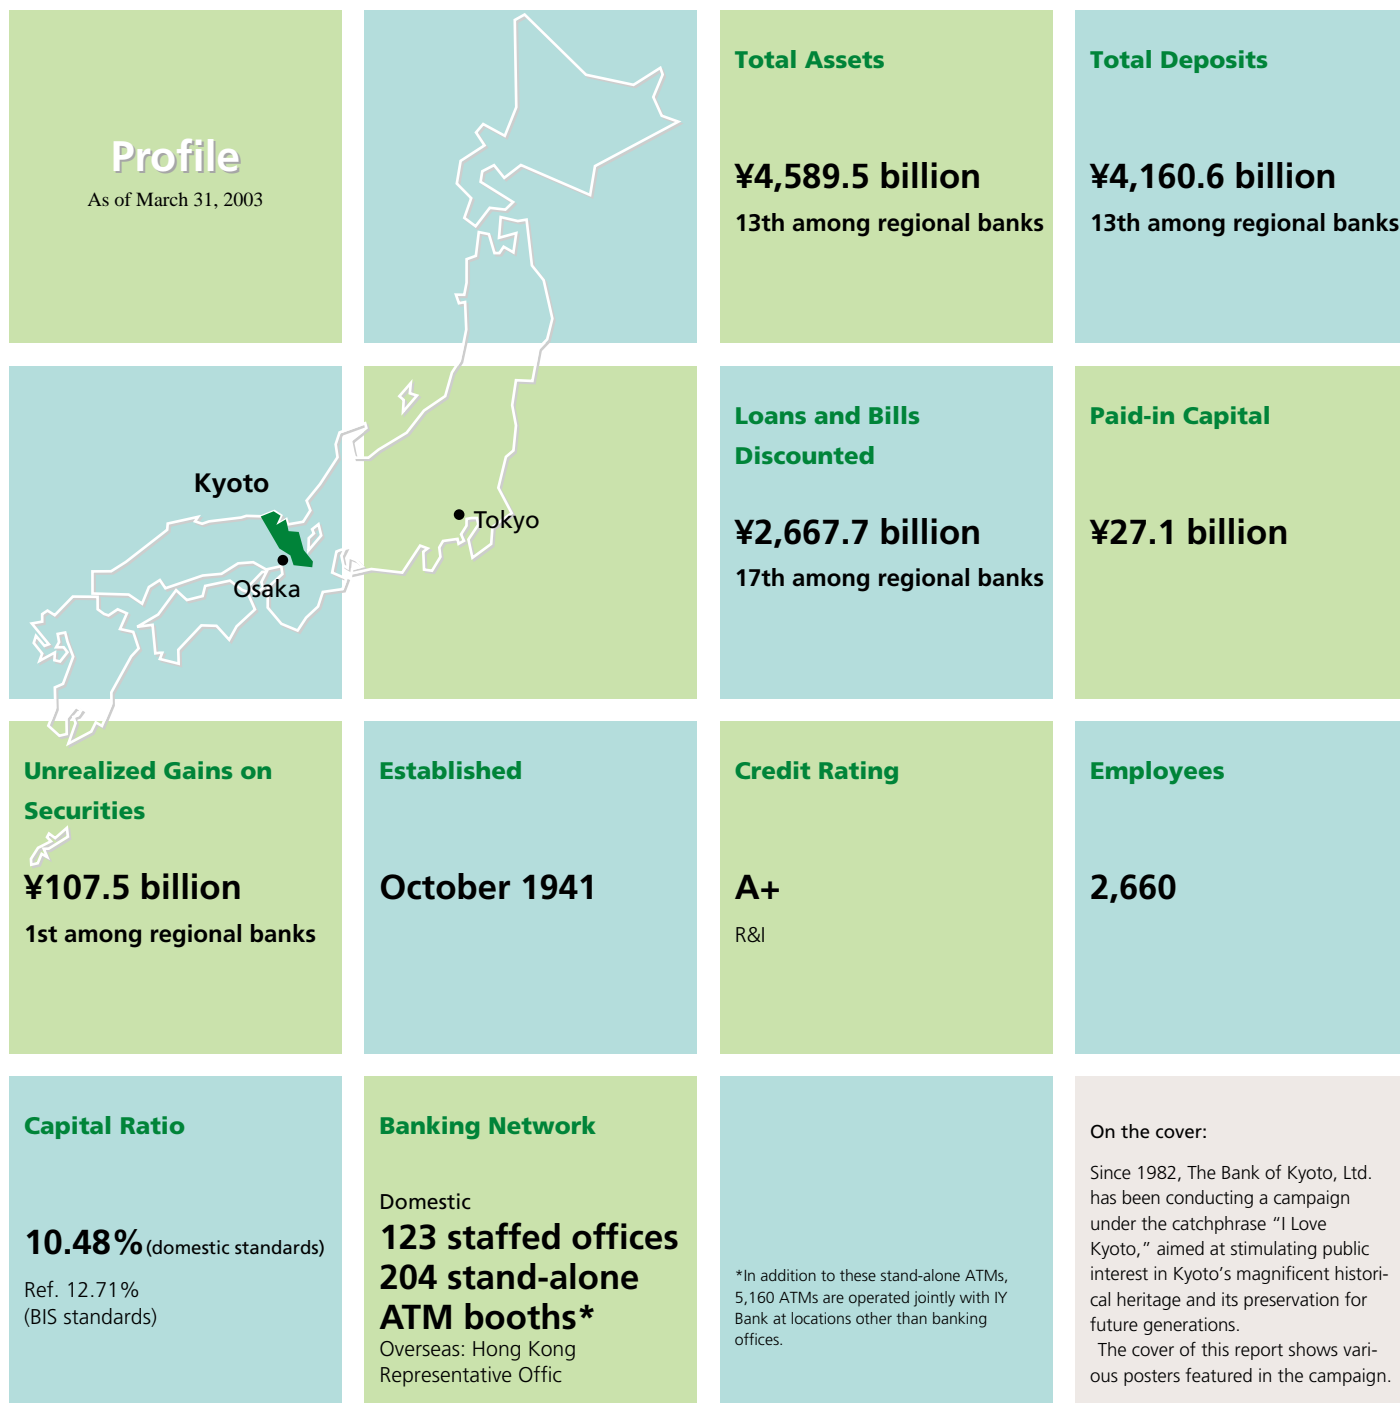 Profile
As of March 31, 2003
Total Assets
¥4,589.5 billion
13th among regional banks
Total Deposits
¥4,160.6 billion
13th among regional banks
Kyoto
Osaka
Tokyo
Loans and Bills
Discounted
¥2,667.7 billion
17th among regional banks
Paid-in Capital
¥27.1 billion
Unrealized Gains on
Securities
¥107.5 billion
1st among regional banks
Established
October 1941
Credit Rating
A+
R&I
Employees
2,660
Capital Ratio
10.48% (domestic standards)
Ref. 12.71%
(BIS standards)
Banking Network
Domestic
123 staffed offices
204 stand-alone
ATM booths*
Overseas: Hong Kong
Representative Offic
*In addition to these stand-alone ATMs,
5,160 ATMs are operated jointly with IY
Bank at locations other than banking
offices.
On the cover:
Since 1982, The Bank of Kyoto, Ltd.
has been conducting a campaign
under the catchphrase “I Love
Kyoto,” aimed at stimulating public
interest in Kyoto’s magnificent histori-
cal heritage and its preservation for
future generations.
The cover of this report shows vari-
ous posters featured in the campaign.